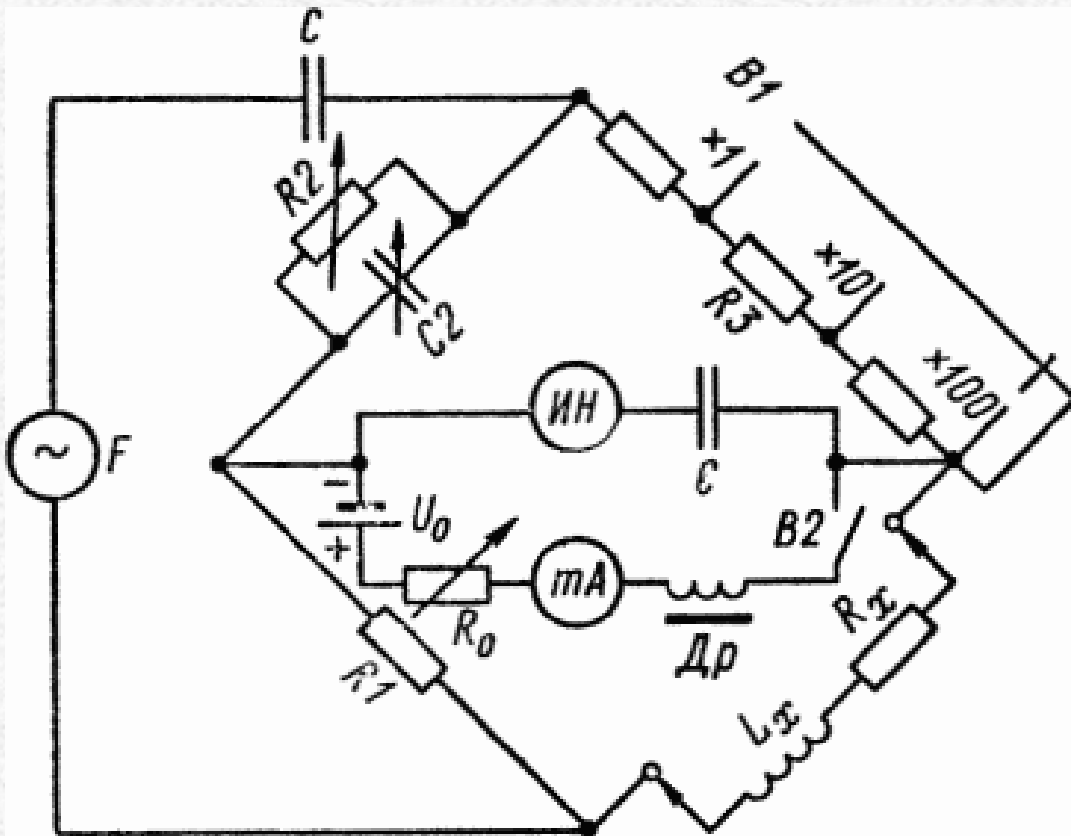 C
B1
R2
×1
×10
C2
R3
×100
ИН
~
F
C
−
U₀
+
B2
mA
R₀
Rx
Др
R1
Lx